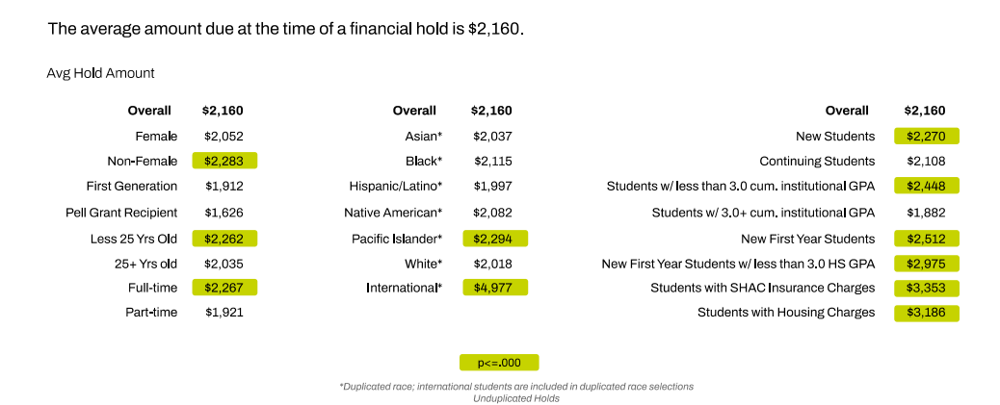 The average amount due at the time of a financial hold is $2,160.
Avg Hold Amount
Overall $2,160
Female $2,052
Non-Female $2,283
First Generation $1,912
Pell Grant Recipient $1,626
Less 25 Yrs Old $2,262
25+ Yrs old $2,035
Full-time $2,267
Part-time $1,921
Overall $2,160
Asian* $2,037
Black* $2,115
Hispanic/Latino* $1,997
Native American* $2,082
Pacific Islander* $2,294
White* $2,018
International* $4,977
Overall $2,160
New Students $2,270
Continuing Students $2,108
Students w/ less than 3.0 cum. institutional GPA $2,448
Students w/ 3.0+ cum. institutional GPA $1,882
New First Year Students $2,512
New First Year Students w/ less than 3.0 HS GPA $2,975
Students with SHAC Insurance Charges $3,353
Students with Housing Charges $3,186
p<=.000
*Duplicated race; international students are included in duplicated race selections
Unduplicated Holds